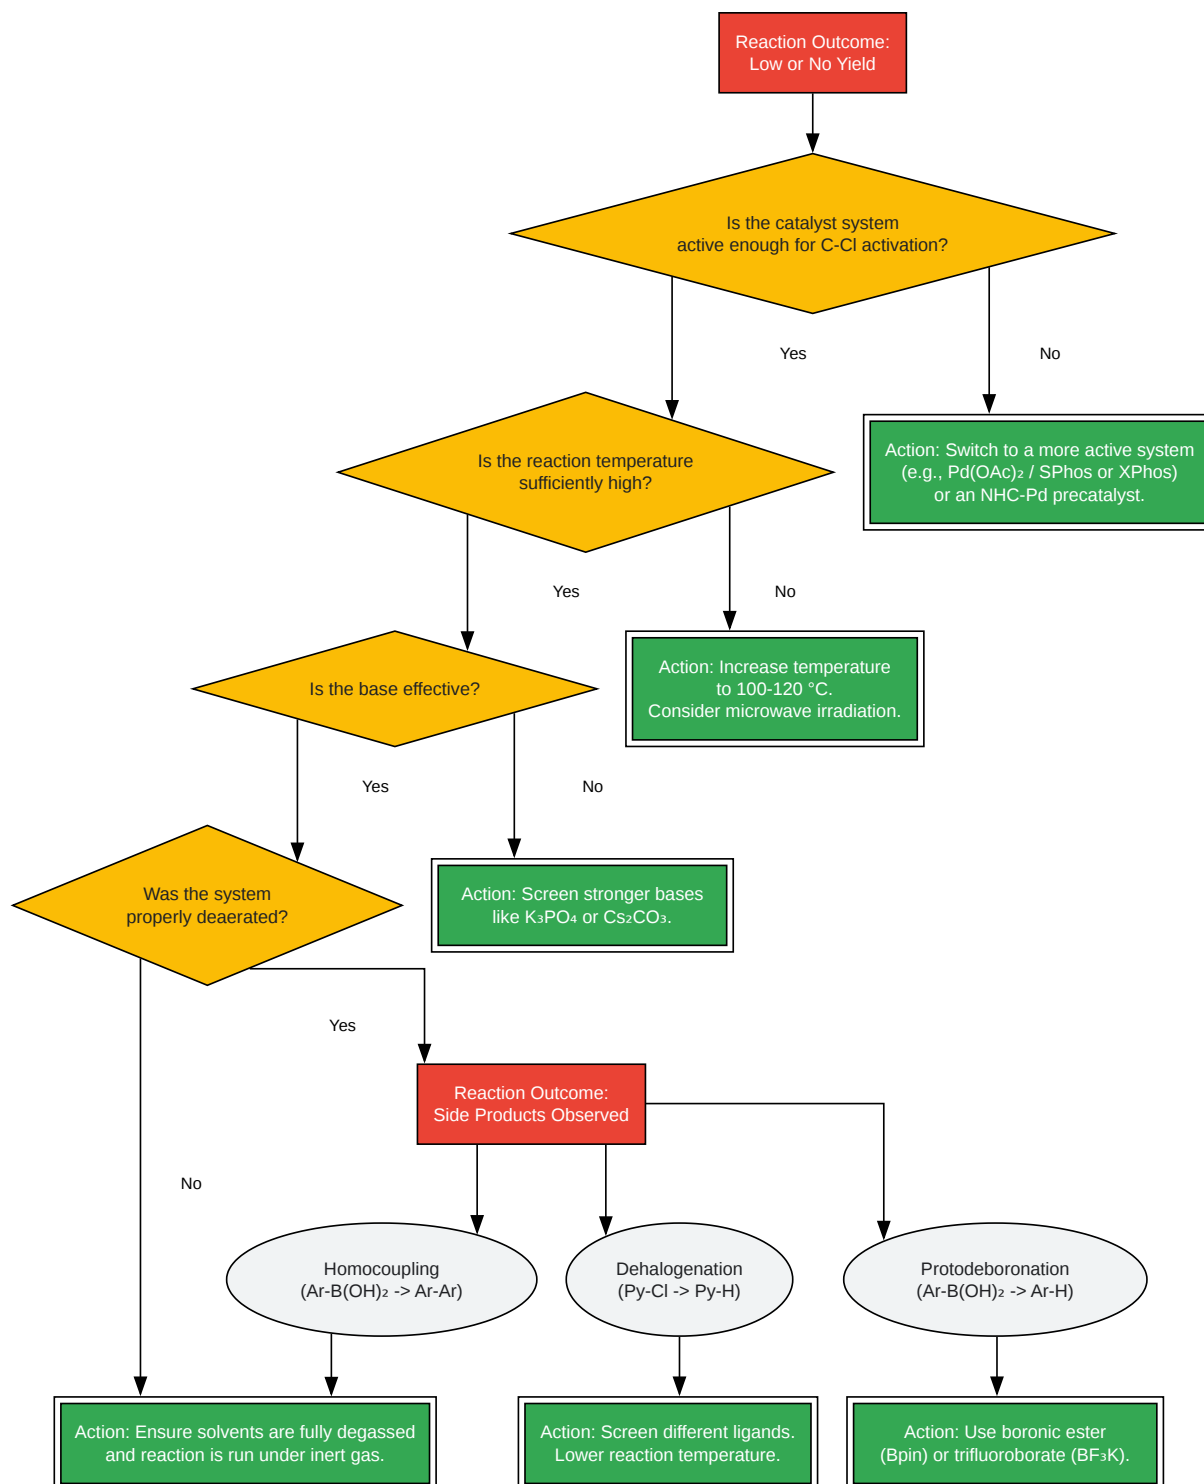 Reaction Outcome:
Low or No Yield
Is the catalyst system
active enough for C-Cl activation?
Yes
No
Is the reaction temperature
sufficiently high?
Action: Switch to a more active system
(e.g., Pd(OAc)₂ / SPhos or XPhos)
or an NHC-Pd precatalyst.
Yes
No
Is the base effective?
Action: Increase temperature
to 100-120 °C.
Consider microwave irradiation.
Yes
No
Was the system
properly deaerated?
Action: Screen stronger bases
like K₃PO₄ or Cs₂CO₃.
Yes
Reaction Outcome:
Side Products Observed
No
Homocoupling
(Ar-B(OH)₂ -> Ar-Ar)
Dehalogenation
(Py-Cl -> Py-H)
Protodeboronation
(Ar-B(OH)₂ -> Ar-H)
Action: Ensure solvents are fully degassed
and reaction is run under inert gas.
Action: Screen different ligands.
Lower reaction temperature.
Action: Use boronic ester
(Bpin) or trifluoroborate (BF₃K).